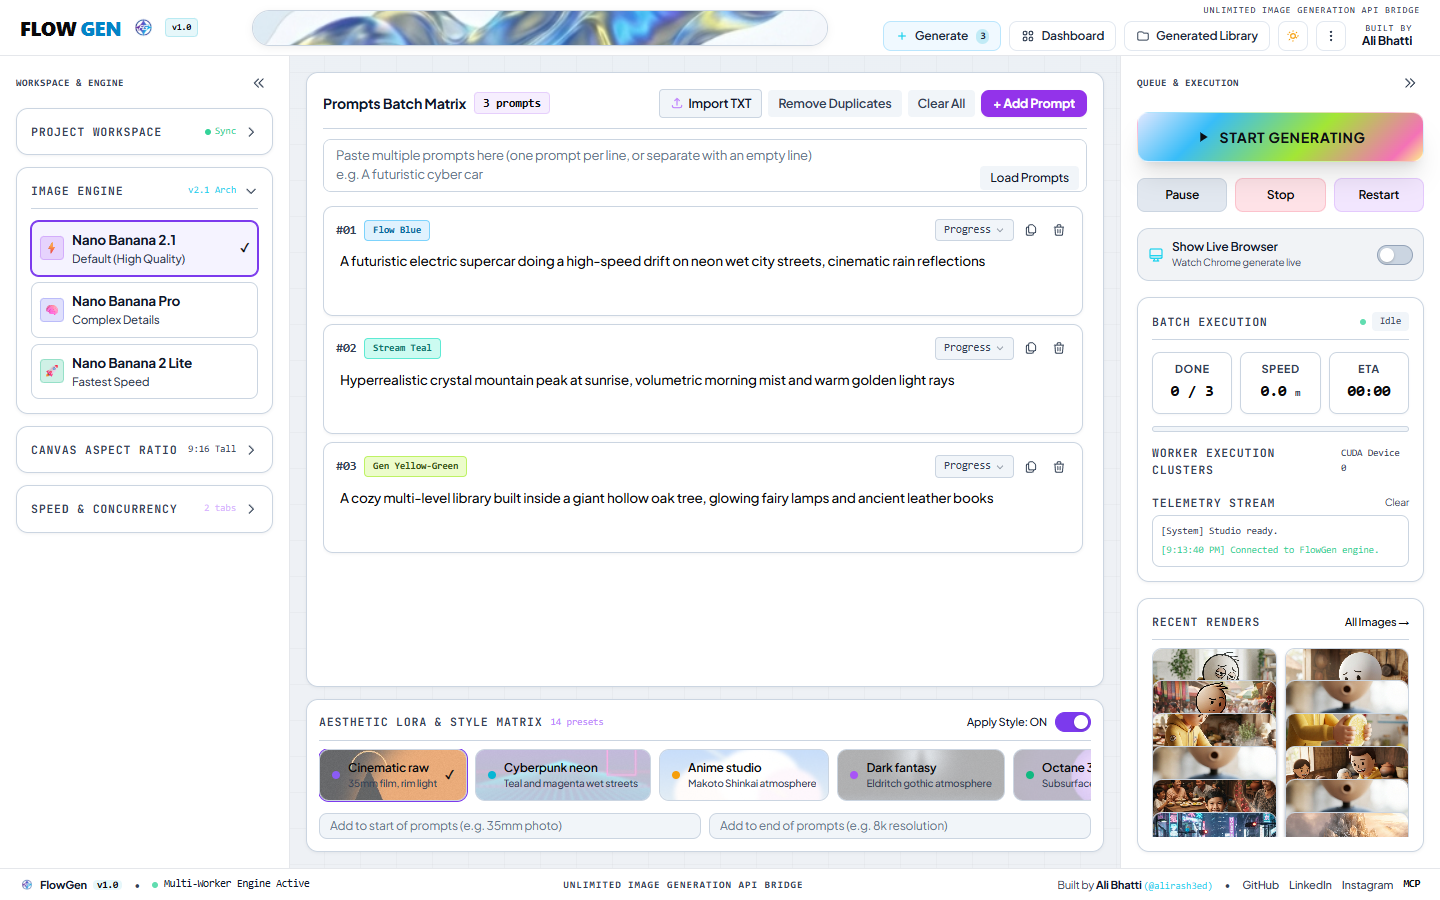 FLOW GEN
v1.0
UNLIMITED IMAGE GENERATION API BRIDGE
Generate 3
Dashboard
Generated Library
BUILT BY
Ali Bhatti
WORKSPACE & ENGINE
PROJECT WORKSPACE
Sync
IMAGE ENGINE
v2.1 Arch
Nano Banana 2.1
Default (High Quality)
Nano Banana Pro
Complex Details
Nano Banana 2 Lite
Fastest Speed
CANVAS ASPECT RATIO
9:16 Tall
SPEED & CONCURRENCY
2 tabs
Prompts Batch Matrix
3 prompts
Import TXT
Remove Duplicates
Clear All
+ Add Prompt
Paste multiple prompts here (one prompt per line, or separate with an empty line)
e.g. A futuristic cyber car
Load Prompts
#01
Flow Blue
Progress
A futuristic electric supercar doing a high-speed drift on neon wet city streets, cinematic rain reflections
#02
Stream Teal
Progress
Hyperrealistic crystal mountain peak at sunrise, volumetric morning mist and warm golden light rays
#03
Gen Yellow-Green
Progress
A cozy multi-level library built inside a giant hollow oak tree, glowing fairy lamps and ancient leather books
AESTHETIC LORA & STYLE MATRIX
14 presets
Apply Style: ON
Cinematic raw
35mm film, rim light
Cyberpunk neon
Teal and magenta wet streets
Anime studio
Makoto Shinkai atmosphere
Dark fantasy
Eldritch gothic atmosphere
Octane 3
Subsurface
Add to start of prompts (e.g. 35mm photo)
Add to end of prompts (e.g. 8k resolution)
QUEUE & EXECUTION
START GENERATING
Pause
Stop
Restart
Show Live Browser
Watch Chrome generate live
BATCH EXECUTION
Idle
DONE
0 / 3
SPEED
0.0 m
ETA
00:00
WORKER EXECUTION
CLUSTERS
CUDA Device
0
TELEMETRY STREAM
Clear
[System] Studio ready.
[9:13:40 PM] Connected to FlowGen engine.
RECENT RENDERS
All Images →
FlowGen
v1.0
• Multi-Worker Engine Active
UNLIMITED IMAGE GENERATION API BRIDGE
Built by Ali Bhatti (@alirash3ed)
• GitHub
LinkedIn
Instagram
MCP